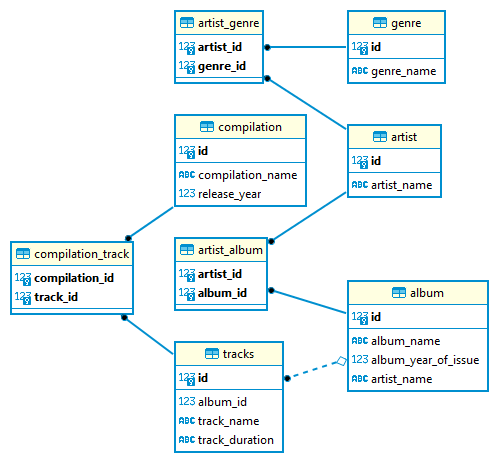 artist_genre
123 artist_id
123 genre_id
genre
123 id
ABC genre_name
compilation
123 id
ABC compilation_name
123 release_year
artist
123 id
ABC artist_name
compilation_track
123 compilation_id
123 track_id
artist_album
123 artist_id
123 album_id
album
123 id
ABC album_name
123 album_year_of_issue
ABC artist_name
tracks
123 id
123 album_id
ABC track_name
ABC track_duration